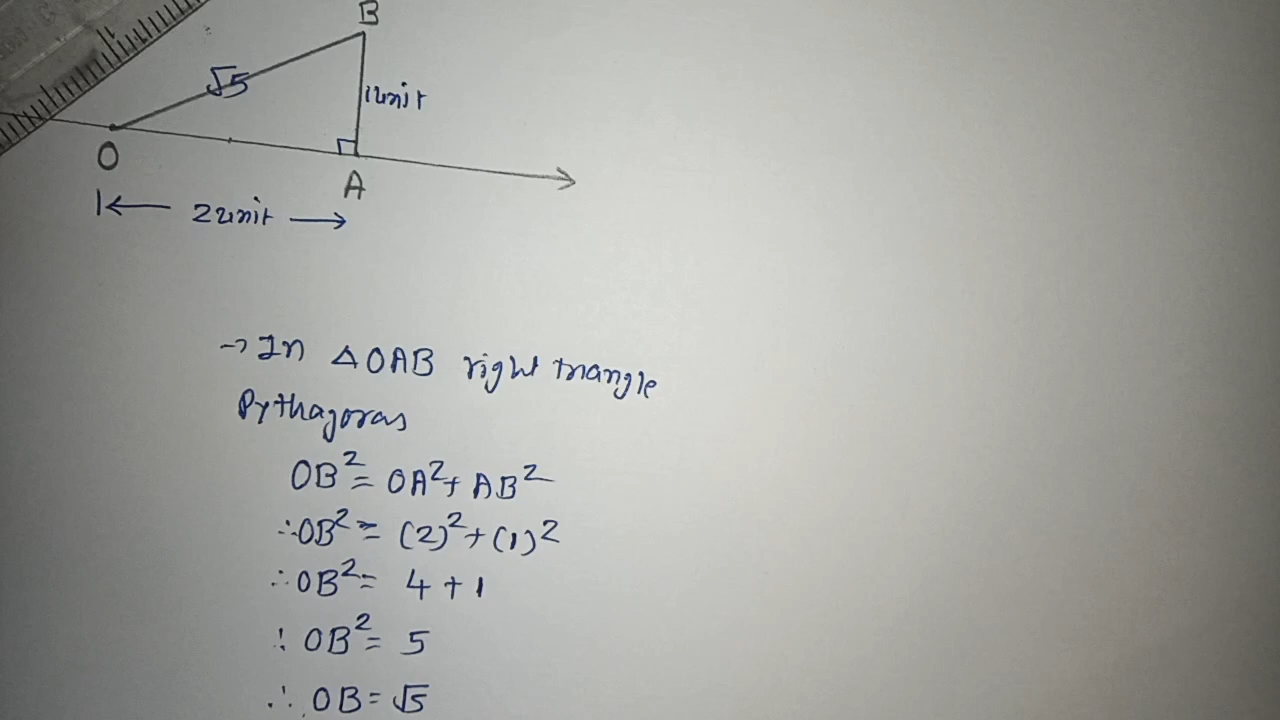 B
√5
1unit
O
A
2unit
→ In △OAB right triangle
Pythagoras
OB²= OA²+ AB²
∴OB²= (2)²+(1)²
∴OB²= 4+1
∴ OB²= 5
∴ OB=√5